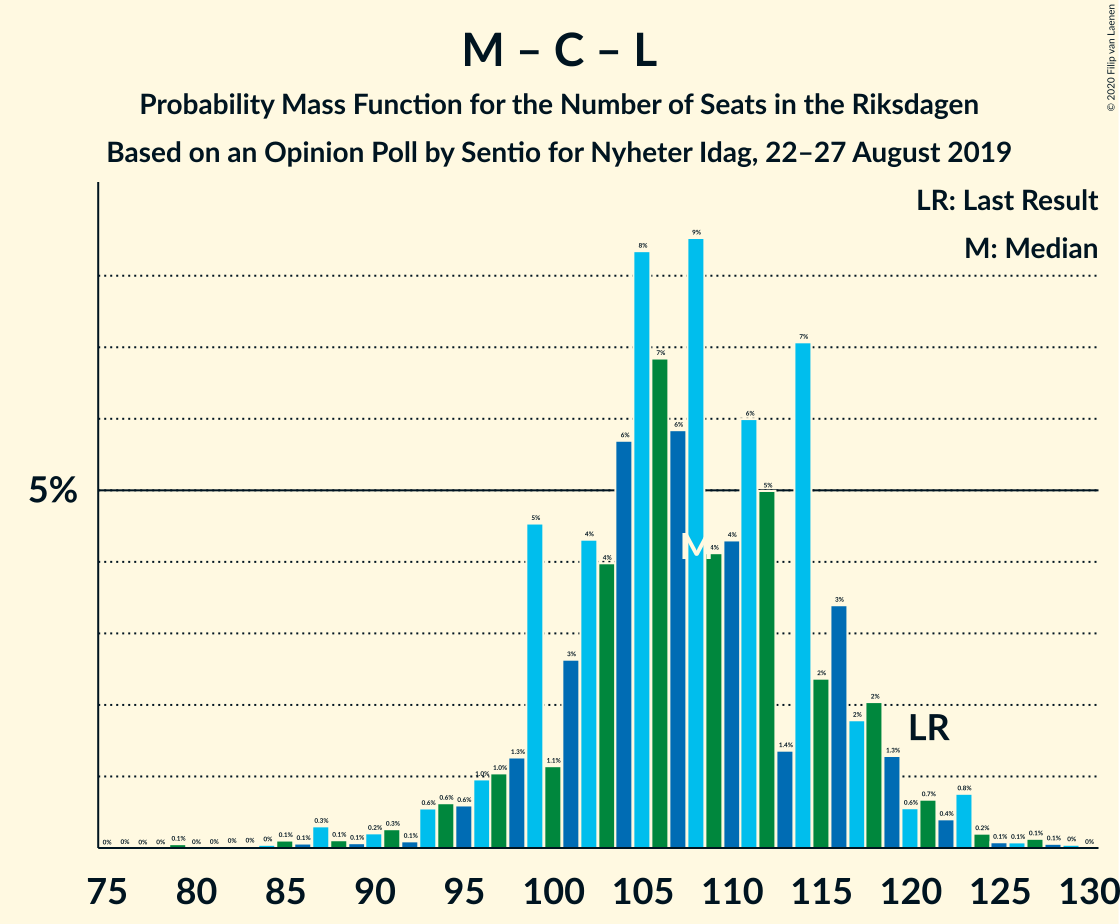 M – C – L
Probability Mass Function for the Number of Seats in the Riksdagen
Based on an Opinion Poll by Sentio for Nyheter Idag, 22–27 August 2019
© 2020 Filip van Laenen
LR: Last Result
M: Median
5%
0% 0% 0% 0% 0.1% 0% 0% 0% 0% 0% 0.1% 0.1% 0.3% 0.1% 0.1% 0.2% 0.3% 0.1% 0.6% 0.6% 0.6% 1.0% 1.0% 1.3% 5% 1.1% 3% 4% 4% 6% 8% 7% 6% 9% 4% 4% 6% 5% 1.4% 7% 2% 3% 2% 2% 1.3% 0.6% 0.7% 0.4% 0.8% 0.2% 0.1% 0.1% 0.1% 0.1% 0% 0%
M
LR
75 80 85 90 95 100 105 110 115 120 125 130